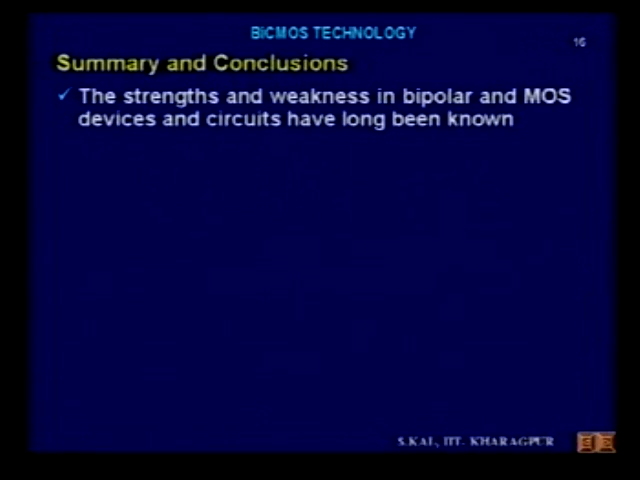 BiCMOS TECHNOLOGY
16
Summary and Conclusions
✓ The strengths and weakness in bipolar and MOS
devices and circuits have long been known
S.KAL, IIT- KHARAGPUR